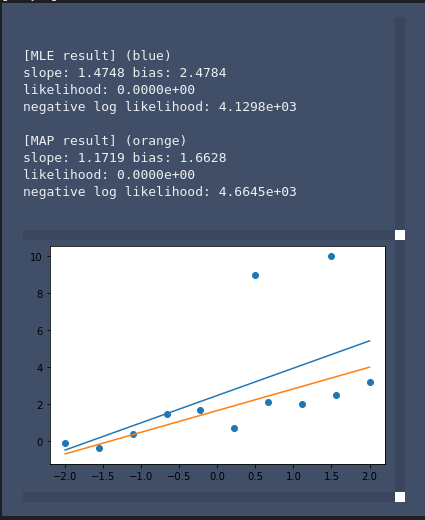 [MLE result] (blue)
slope: 1.4748 bias: 2.4784
likelihood: 0.0000e+00
negative log likelihood: 4.1298e+03
[MAP result] (orange)
slope: 1.1719 bias: 1.6628
likelihood: 0.0000e+00
negative log likelihood: 4.6645e+03
10
8
6
4
2
0
−2.0 −1.5 −1.0 −0.5 0.0 0.5 1.0 1.5 2.0